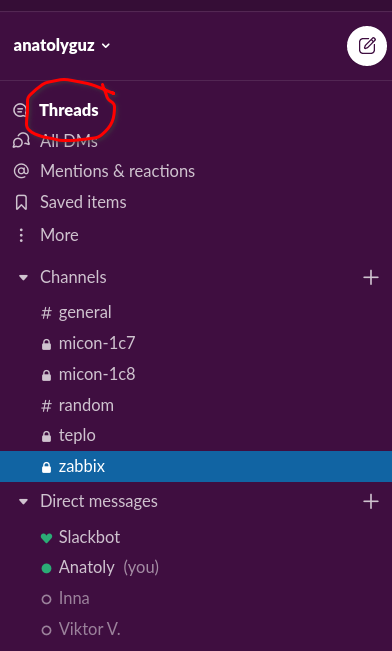 anatolyguz
Threads
All DMs
Mentions & reactions
Saved items
More
Channels
# general
micon-1c7
micon-1c8
# random
teplo
zabbix
Direct messages
Slackbot
Anatoly (you)
Inna
Viktor V.